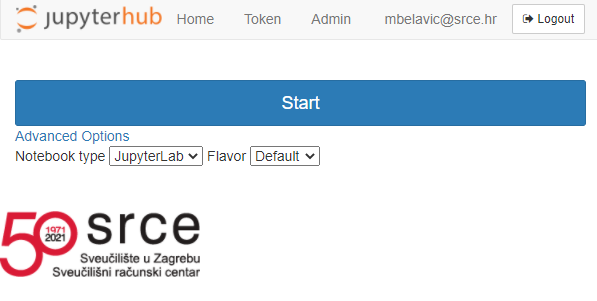 jupyterhub Home Token Admin mbelavic@srce.hr Logout
Start
Advanced Options
Notebook type JupyterLab Flavor Default
50 1971 2021 srce
Sveučilište u Zagrebu
Sveučilišni računski centar